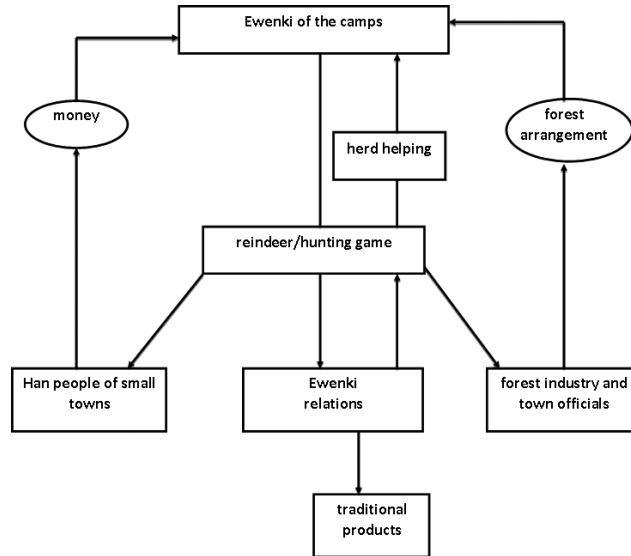 Ewenki of the camps
money
forest
arrangement
herd helping
reindeer/hunting game
Han people of small
towns
Ewenki
relations
forest industry and
town officials
traditional
products